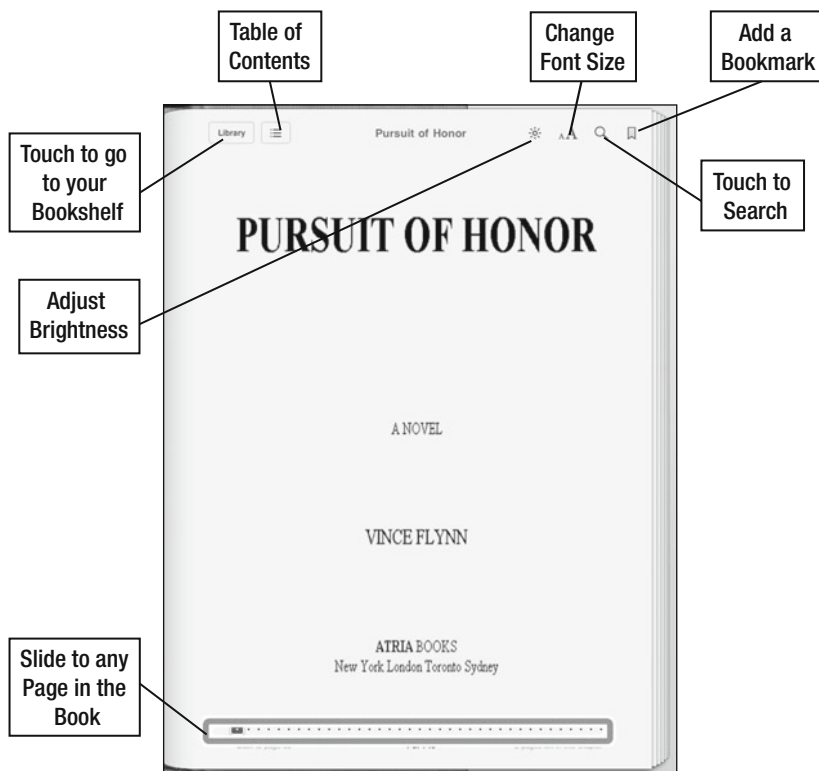 Table of
Contents
Change
Font Size
Add a
Bookmark
Library
Pursuit of Honor
AA
Touch to go
to your
Bookshelf
Touch to
Search
PURSUIT OF HONOR
Adjust
Brightness
A NOVEL
VINCE FLYNN
ATRIA BOOKS
New York London Toronto Sydney
Slide to any
Page in the
Book